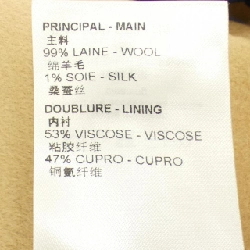 PRINCIPAL - MAIN
主料
99% LAINE - WOOL
绵羊毛
1% SOIE - SILK
桑蚕丝
DOUBLURE - LINING
内衬
53% VISCOSE - VISCOSE
粘胶纤维
47% CUPRO - CUPRO
铜氨纤维